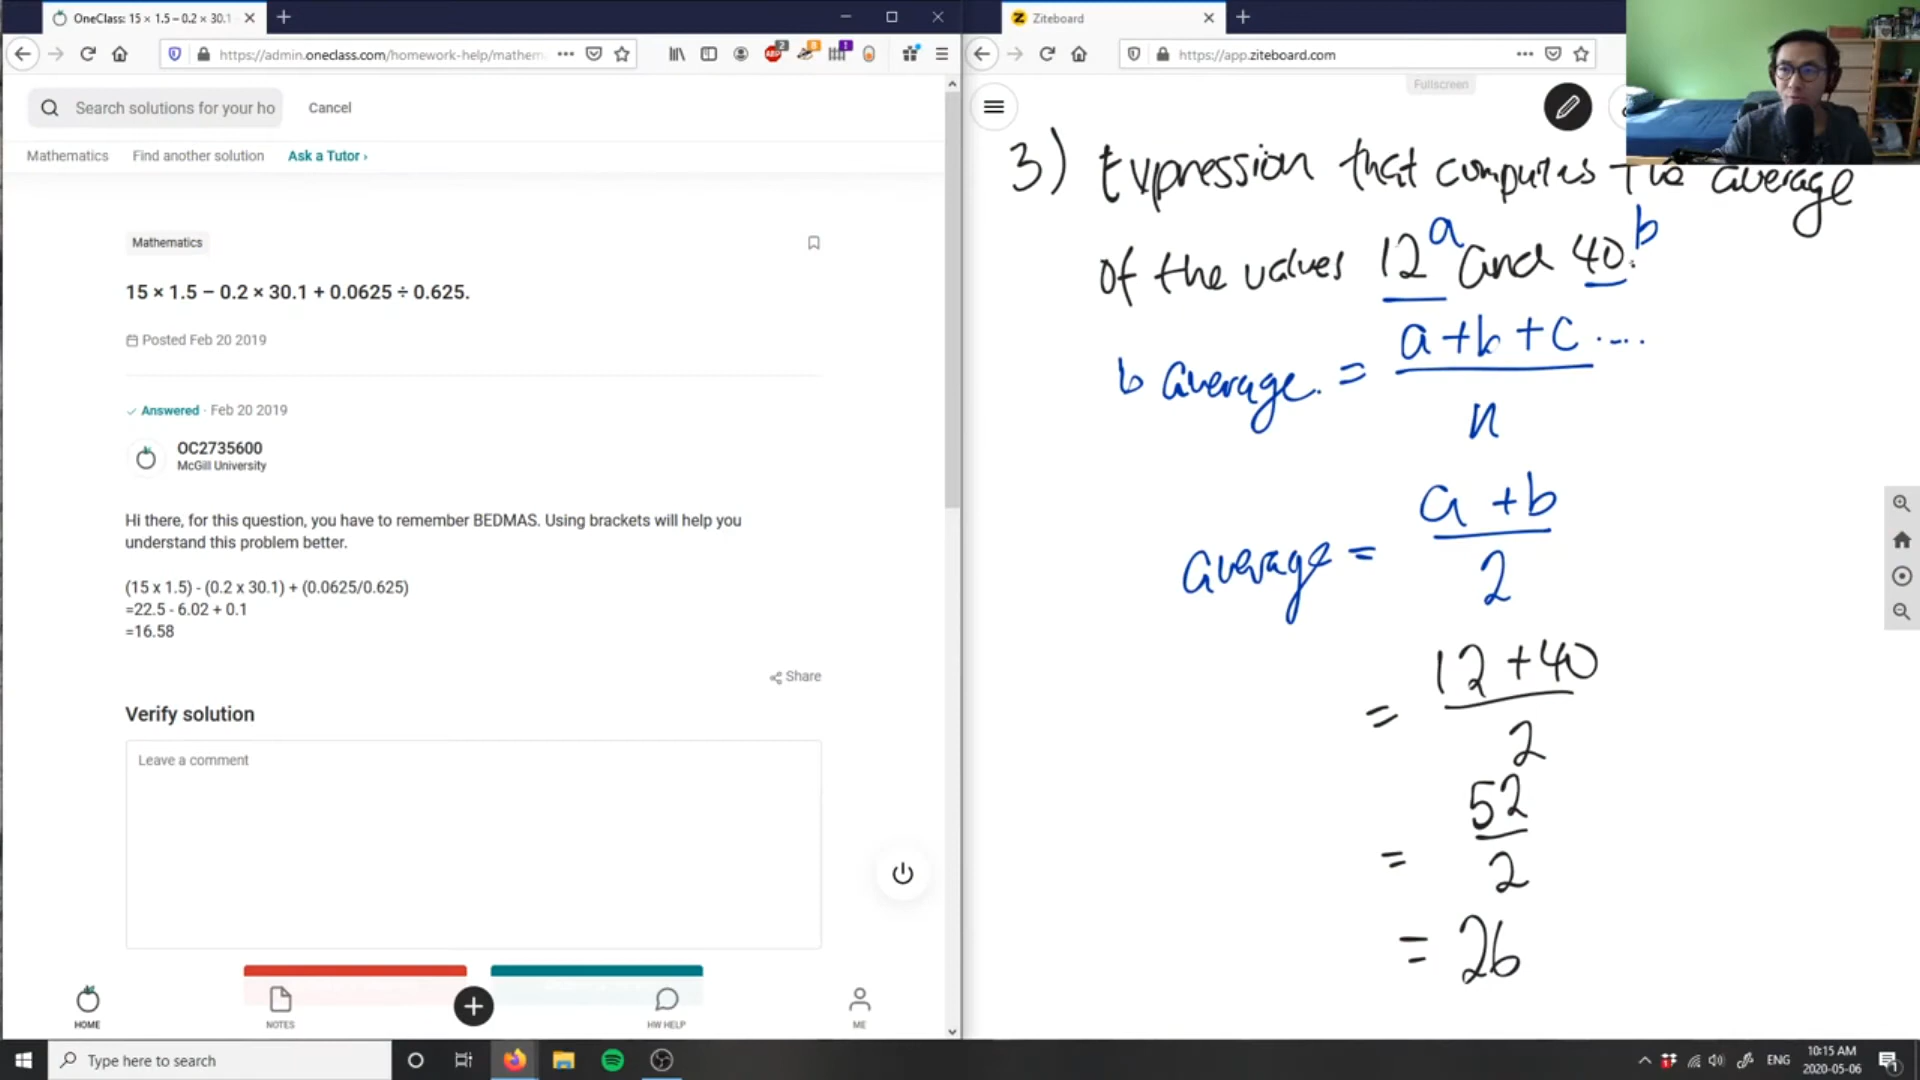 OneClass: 15 × 1.5 – 0.2 × 30.1
https://admin.oneclass.com/homework-help/mathem
Search solutions for your ho
Cancel
Mathematics
Find another solution
Ask a Tutor ›
Mathematics
15 × 1.5 – 0.2 × 30.1 + 0.0625 ÷ 0.625.
Posted Feb 20 2019
Answered · Feb 20 2019
OC2735600
McGill University
Hi there, for this question, you have to remember BEDMAS. Using brackets will help you
understand this problem better.
(15 x 1.5) - (0.2 x 30.1) + (0.0625/0.625)
=22.5 - 6.02 + 0.1
=16.58
Share
Verify solution
Leave a comment
HOME
NOTES
HW HELP
ME
Ziteboard
https://app.ziteboard.com
Fullscreen
3) Expression that computes the average
of the values 12 a and 40. b
b average. = a + b + c ....
n
average = a + b
2
= 12 + 40
2
= 52
2
= 26
Type here to search
ENG
10:15 AM
2020-05-06